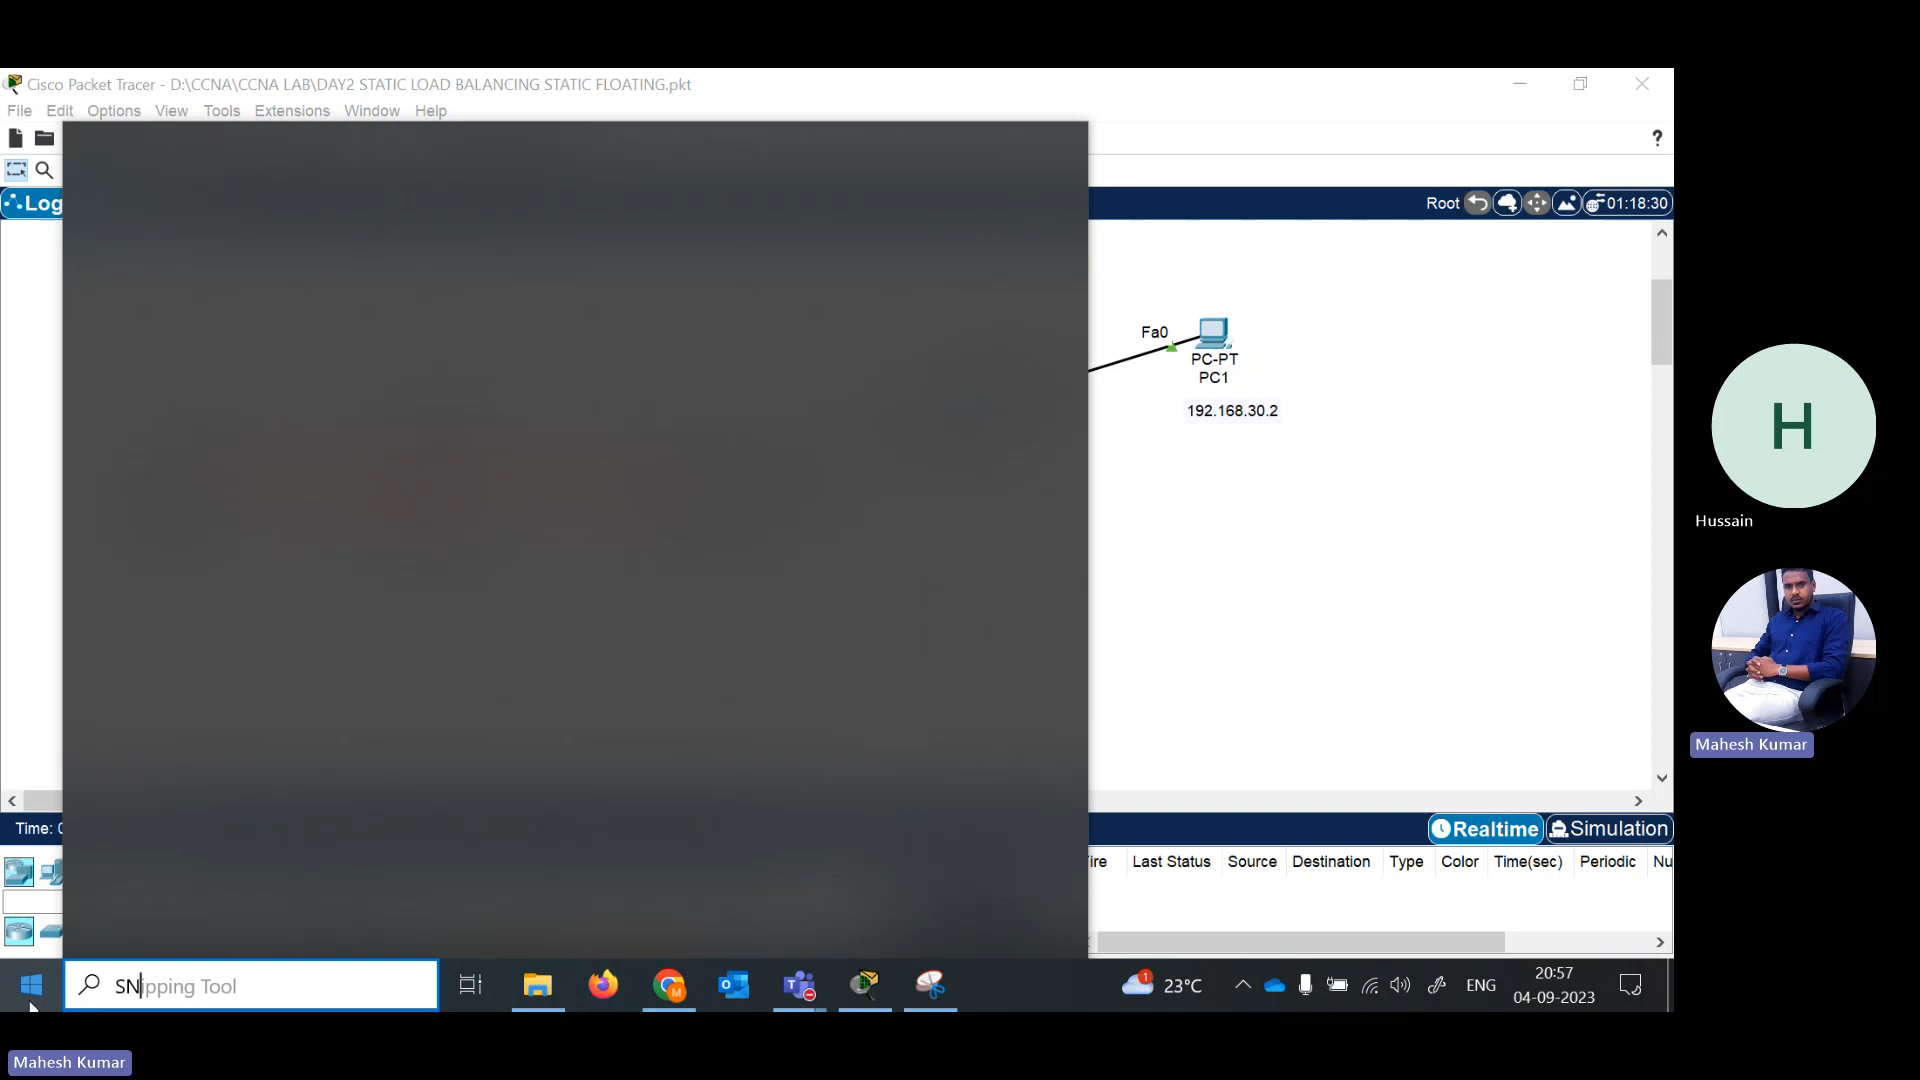 Cisco Packet Tracer - D:\CCNA\CCNA LAB\DAY2 STATIC LOAD BALANCING STATIC FLOATING.pkt
File Edit Options View Tools Extensions Window Help
?
Log
Root
01:18:30
Fa0
PC-PT
PC1
192.168.30.2
H
Hussain
Mahesh Kumar
Time: 0
Realtime
Simulation
ire Last Status Source Destination Type Color Time(sec) Periodic Nu
SNipping Tool
M
T
1
23°C
ENG
20:57
04-09-2023
Mahesh Kumar